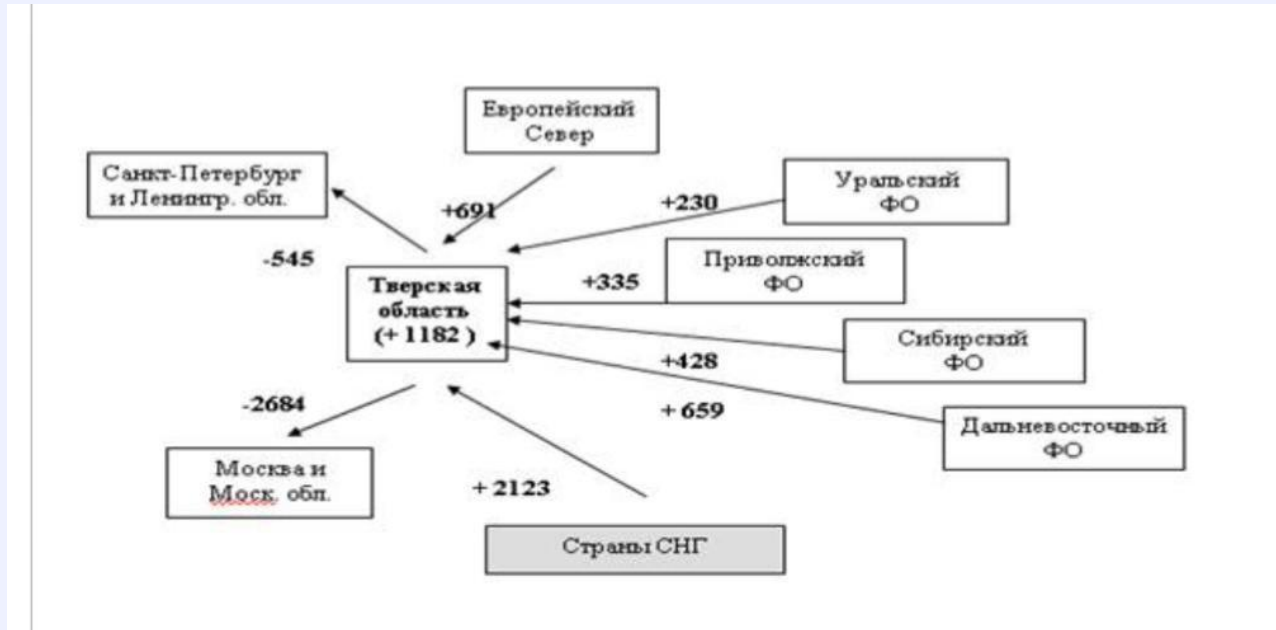 Европейский
Север
Санкт-Петербург
и Ленингр. обл.
Уральский
ФО
+691
+230
-545
Приволжский
ФО
Тверская
область
(+ 1182 )
+335
Сибирский
ФО
+428
-2684
+ 659
Дальневосточный
ФО
Москва и
Моск. обл.
+ 2123
Страны СНГ